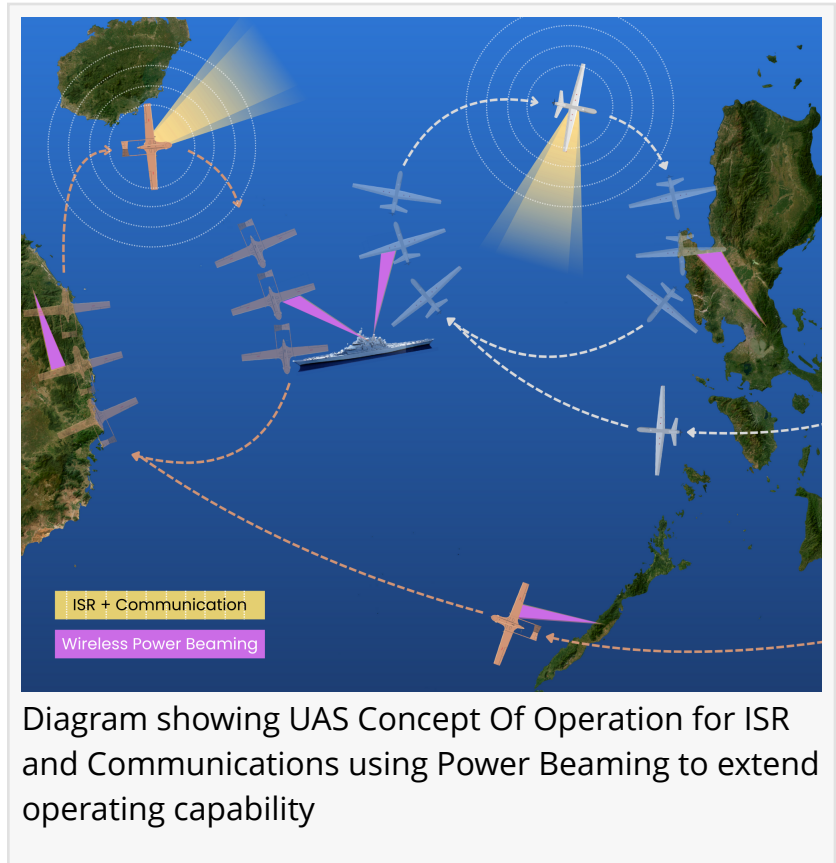 ISR + Communication
Wireless Power Beaming
Diagram showing UAS Concept Of Operation for ISR
and Communications using Power Beaming to extend
operating capability